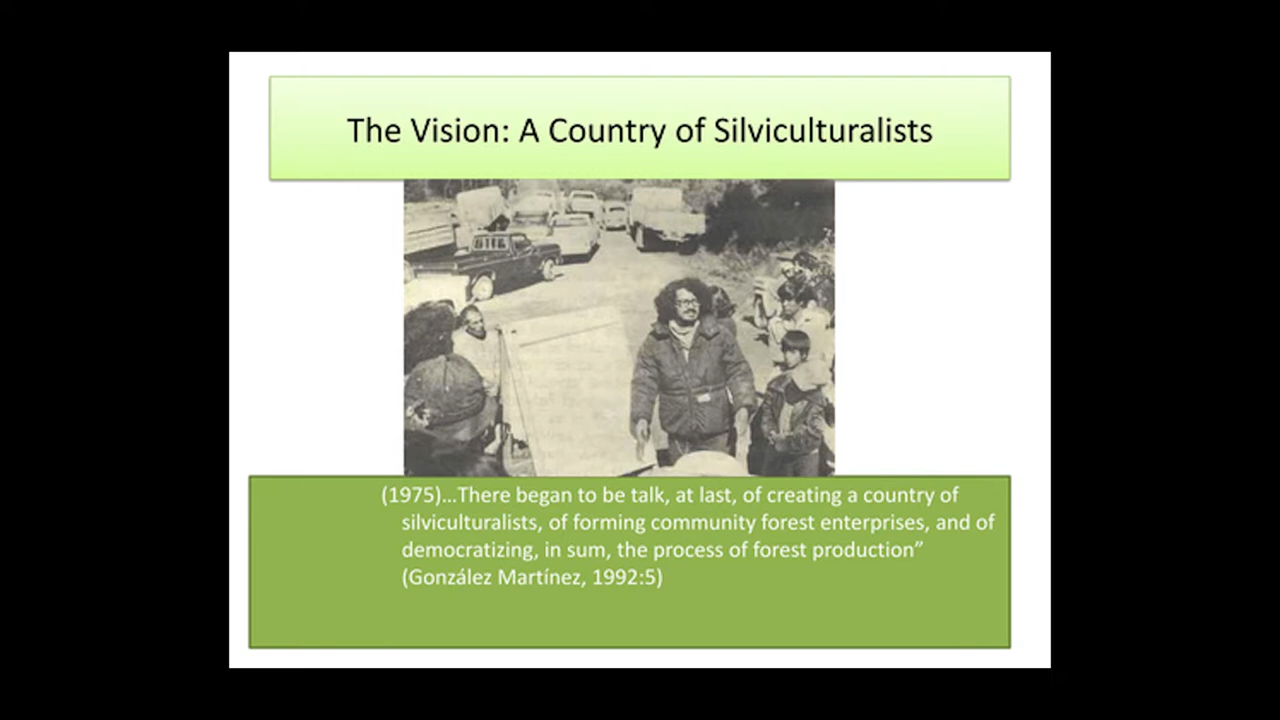 The Vision: A Country of Silviculturalists
(1975)…There began to be talk, at last, of creating a country of
silviculturalists, of forming community forest enterprises, and of
democratizing, in sum, the process of forest production”
(González Martínez, 1992:5)